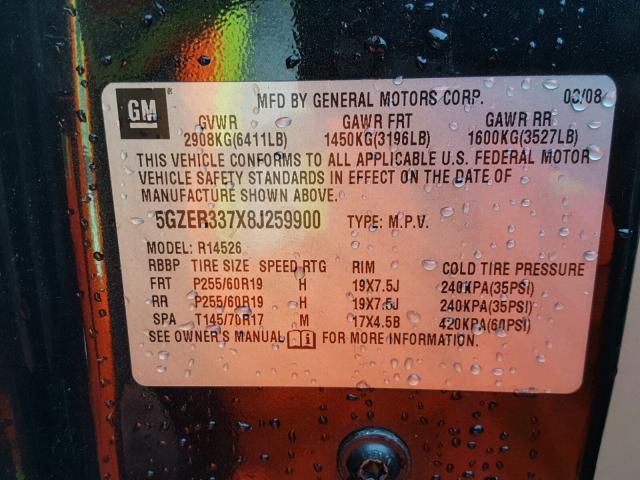 GM ® MFD BY GENERAL MOTORS CORP. 03/08
GVWR GAWR FRT GAWR RR
2908KG(6411LB) 1450KG(3196LB) 1600KG(3527LB)
THIS VEHICLE CONFORMS TO ALL APPLICABLE U.S. FEDERAL MOTOR
VEHICLE SAFETY STANDARDS IN EFFECT ON THE DATE OF
MANUFACTURE SHOWN ABOVE.
5GZER337X8J259900 TYPE: M.P.V.
MODEL: R14526
RBBP TIRE SIZE SPEED RTG RIM COLD TIRE PRESSURE
FRT P255/60R19 H 19X7.5J 240KPA(35PSI)
RR P255/60R19 H 19X7.5J 240KPA(35PSI)
SPA T145/70R17 M 17X4.5B 420KPA(60PSI)
SEE OWNER'S MANUAL i FOR MORE INFORMATION.